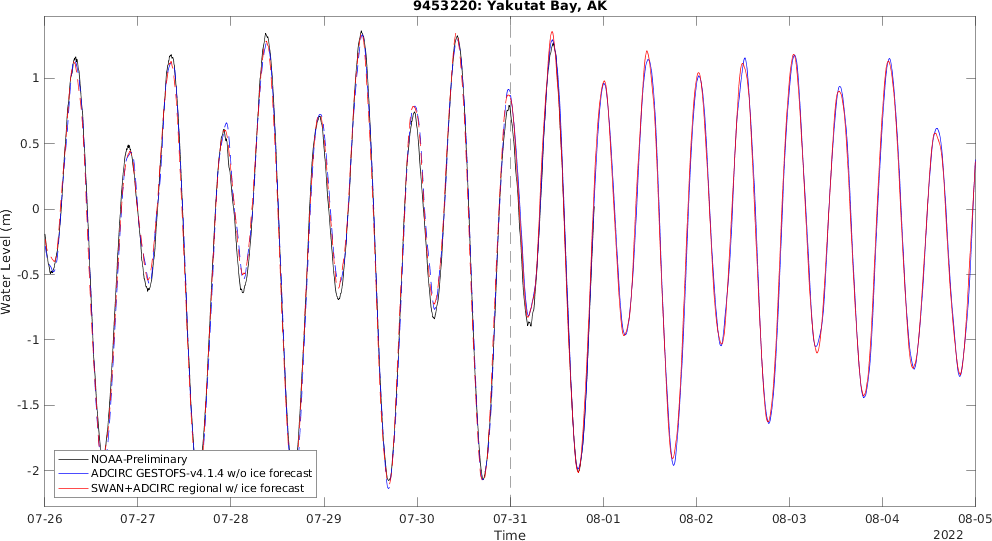 9453220: Yakutat Bay, AK
Water Level (m)
1
0.5
0
-0.5
-1
-1.5
-2
NOAA-Preliminary
ADCIRC GESTOFS-v4.1.4 w/o ice forecast
SWAN+ADCIRC regional w/ ice forecast
07-26 07-27 07-28 07-29 07-30 07-31 08-01 08-02 08-03 08-04 08-05
Time
2022